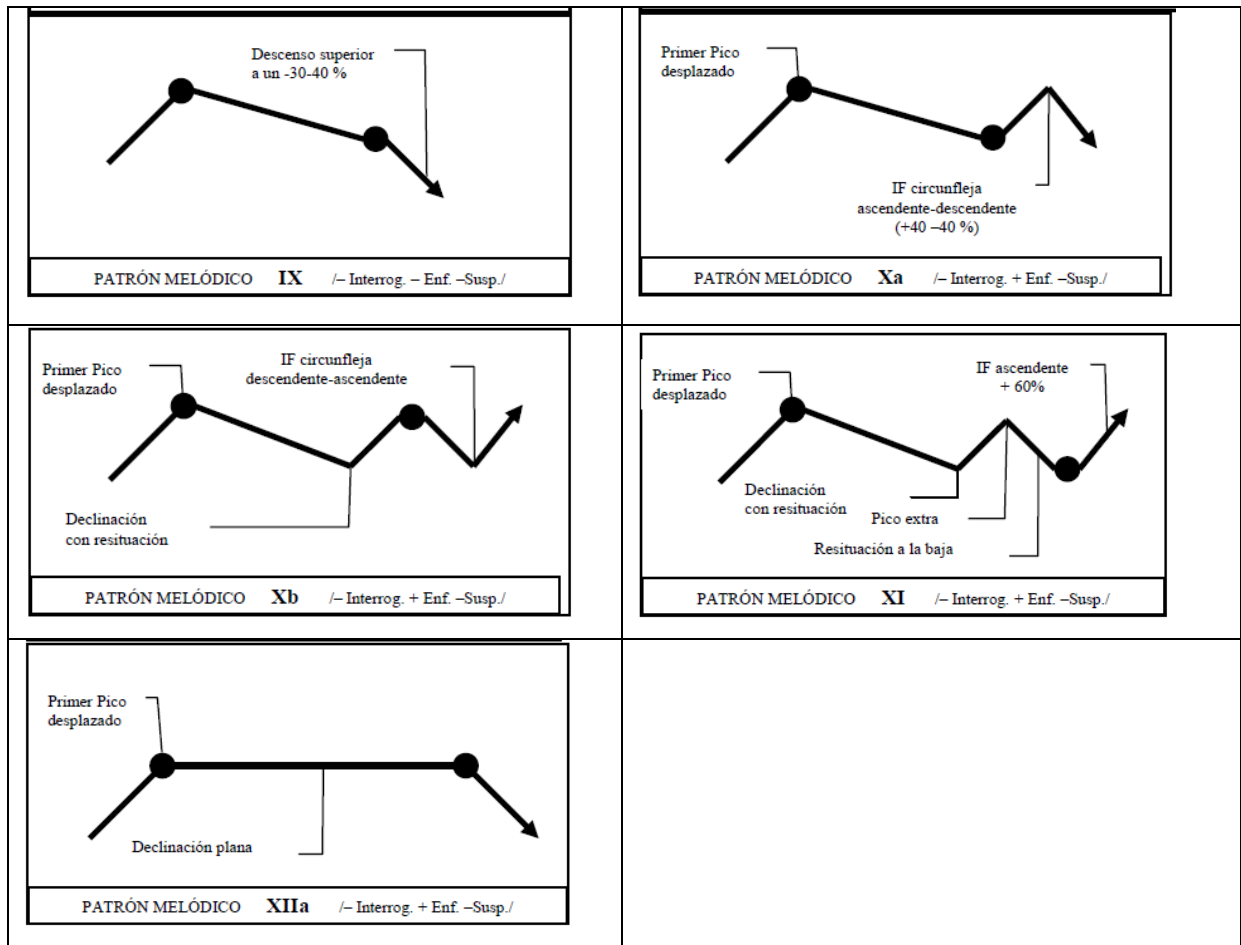 Descenso superior
a un -30-40 %
PATRÓN MELÓDICO IX /– Interrog. – Enf. –Susp./
Primer Pico
desplazado
IF circunfleja
ascendente-descendente
(+40 –40 %)
PATRÓN MELÓDICO Xa /– Interrog. + Enf. –Susp./
Primer Pico
desplazado
IF circunfleja
descendente-ascendente
Declinación
con resituación
PATRÓN MELÓDICO Xb /– Interrog. + Enf. –Susp./
Primer Pico
desplazado
IF ascendente
+ 60%
Declinación
con resituación
Pico extra
Resituación a la baja
PATRÓN MELÓDICO XI /– Interrog. + Enf. –Susp./
Primer Pico
desplazado
Declinación plana
PATRÓN MELÓDICO XIIa /– Interrog. + Enf. –Susp./